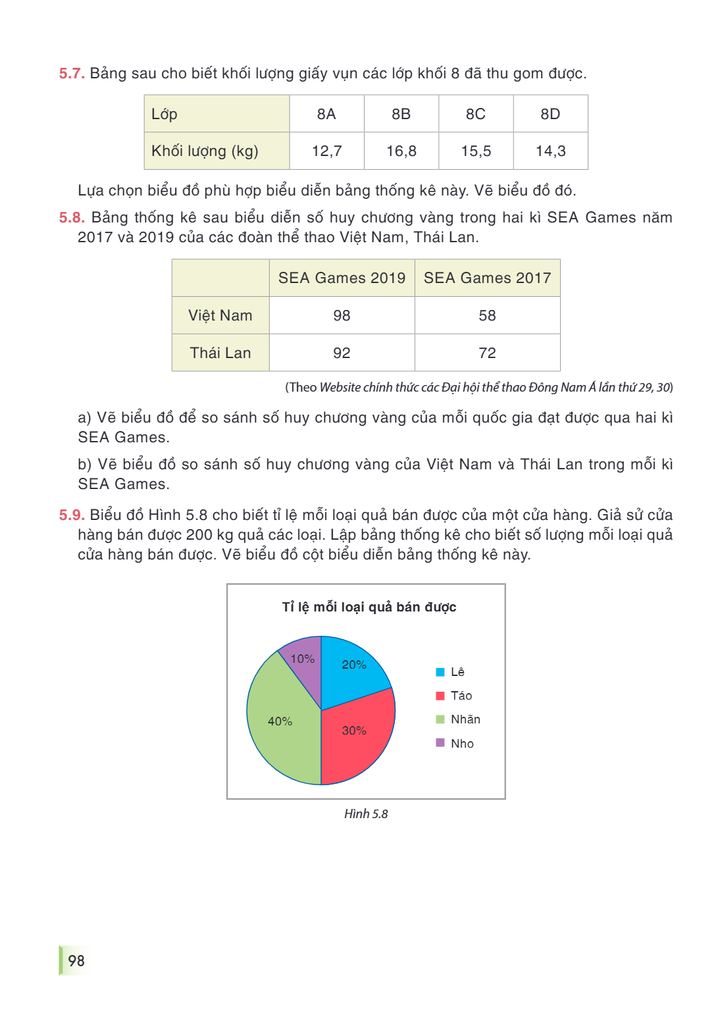 5.7. Bảng sau cho biết khối lượng giấy vụn các lớp khối 8 đã thu gom được.
Lớp 8A 8B 8C 8D
Khối lượng (kg) 12,7 16,8 15,5 14,3
Lựa chọn biểu đồ phù hợp biểu diễn bảng thống kê này. Vẽ biểu đồ đó.
5.8. Bảng thống kê sau biểu diễn số huy chương vàng trong hai kì SEA Games năm
2017 và 2019 của các đoàn thể thao Việt Nam, Thái Lan.
SEA Games 2019 SEA Games 2017
Việt Nam 98 58
Thái Lan 92 72
(Theo Website chính thức các Đại hội thể thao Đông Nam Á lần thứ 29, 30)
a) Vẽ biểu đồ để so sánh số huy chương vàng của mỗi quốc gia đạt được qua hai kì
SEA Games.
b) Vẽ biểu đồ so sánh số huy chương vàng của Việt Nam và Thái Lan trong mỗi kì
SEA Games.
5.9. Biểu đồ Hình 5.8 cho biết tỉ lệ mỗi loại quả bán được của một cửa hàng. Giả sử cửa
hàng bán được 200 kg quả các loại. Lập bảng thống kê cho biết số lượng mỗi loại quả
cửa hàng bán được. Vẽ biểu đồ cột biểu diễn bảng thống kê này.
Tỉ lệ mỗi loại quả bán được
10% 20%
40% 30%
Lê
Táo
Nhãn
Nho
Hình 5.8
98